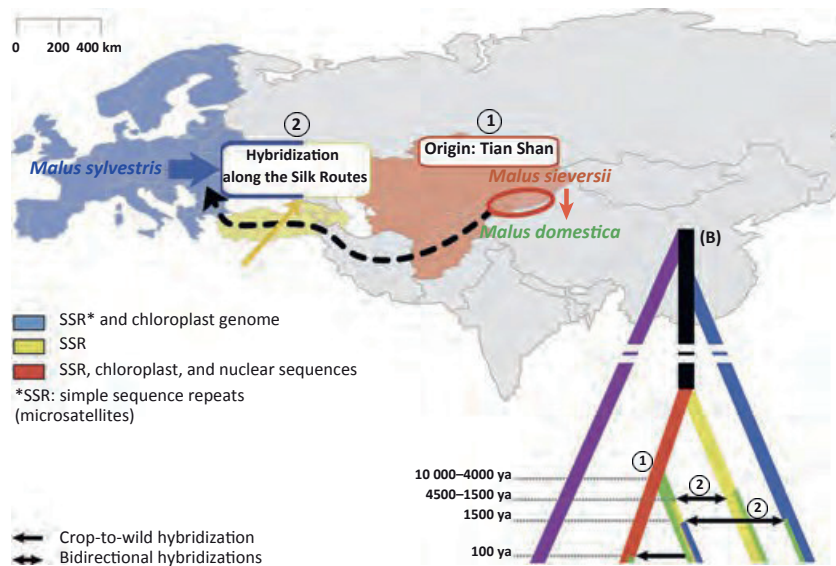 0 200 400 km
②
①
Hybridization
along the Silk Routes
Origin: Tian Shan
Malus sylvestris
Malus sieversii
Malus domestica
(B)
SSR* and chloroplast genome
SSR
SSR, chloroplast, and nuclear sequences
*SSR: simple sequence repeats
(microsatellites)
①
10 000–4000 ya
②
4500–1500 ya
②
1500 ya
100 ya
Crop-to-wild hybridization
Bidirectional hybridizations